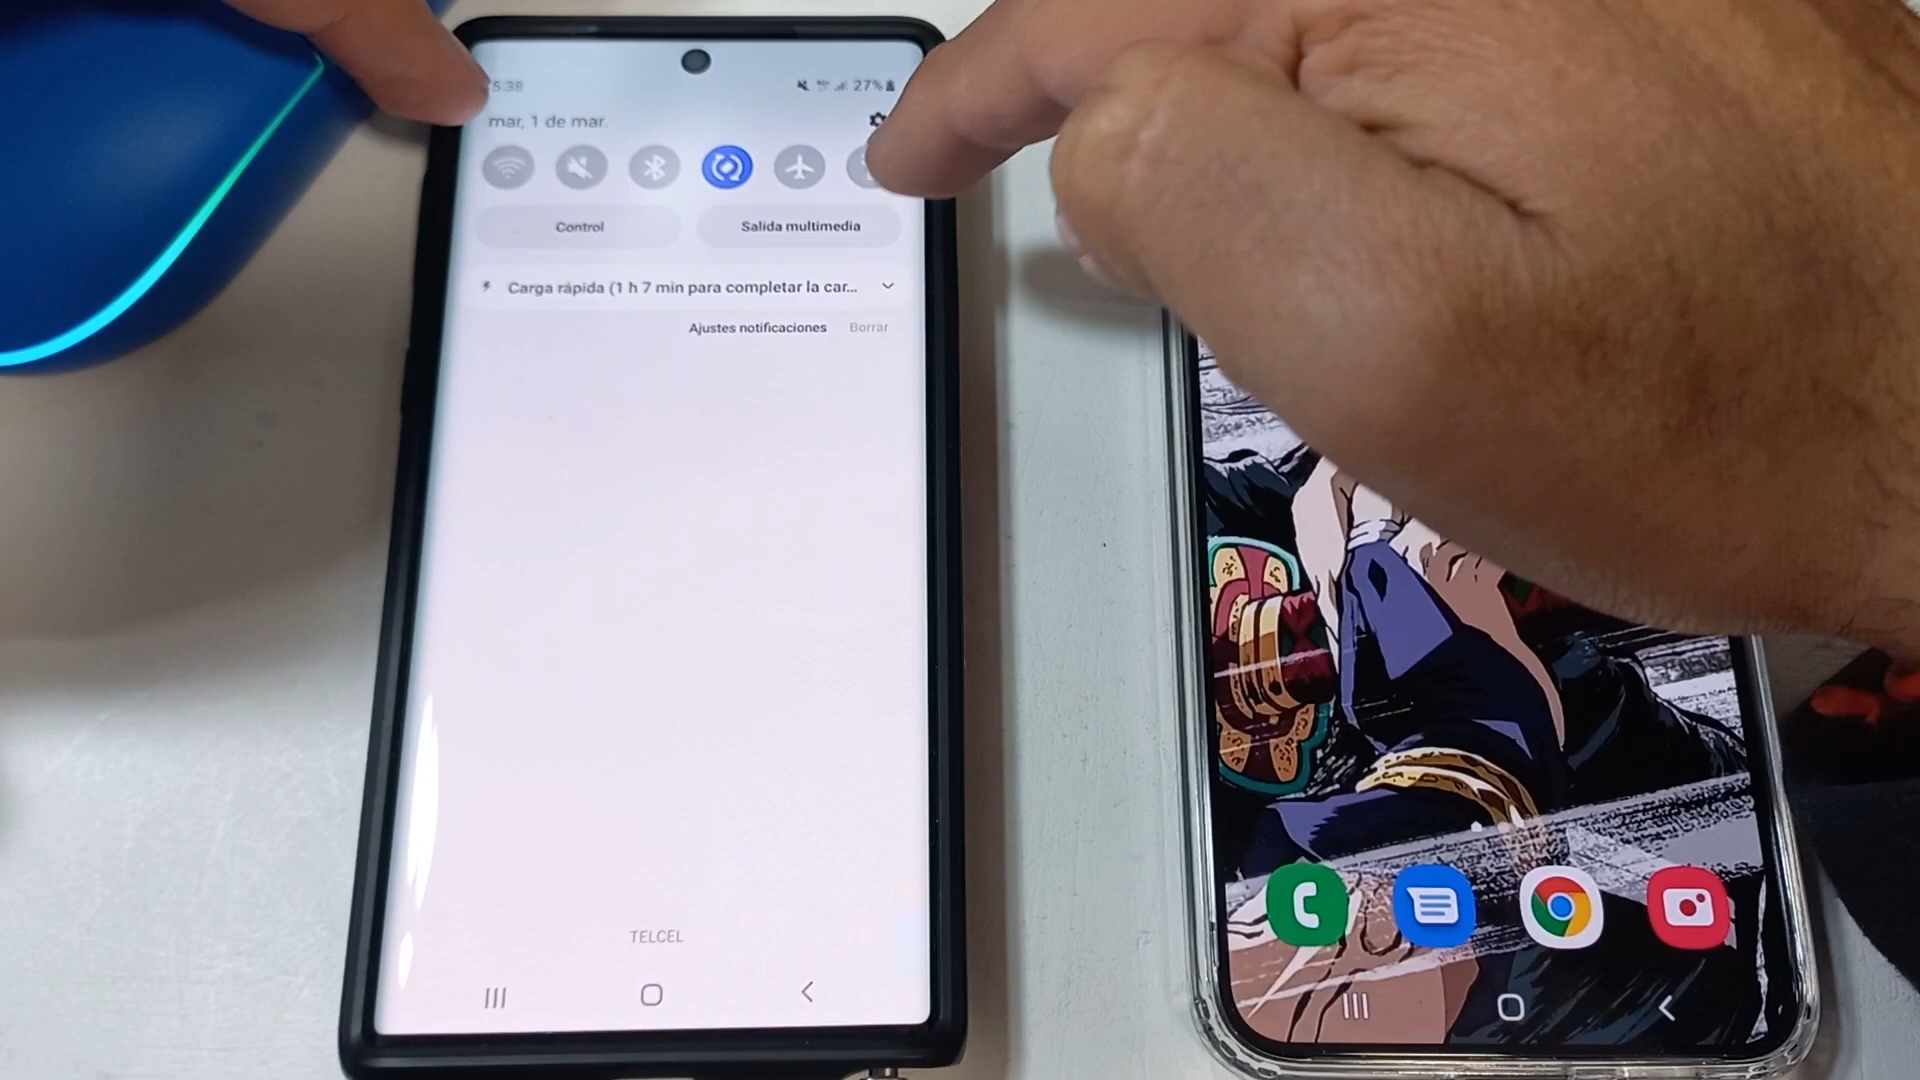 5:38 27%
mar, 1 de mar.
Control Salida multimedia
Carga rápida (1 h 7 min para completar la car...
Ajustes notificaciones Borrar
TELCEL